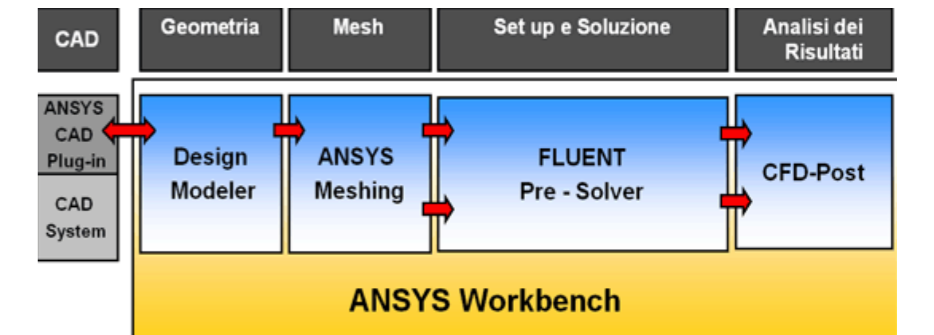 CAD
Geometria
Mesh
Set up e Soluzione
Analisi dei
Risultati
ANSYS
CAD
Plug-in
CAD
System
Design
Modeler
ANSYS
Meshing
FLUENT
Pre - Solver
CFD-Post
ANSYS Workbench